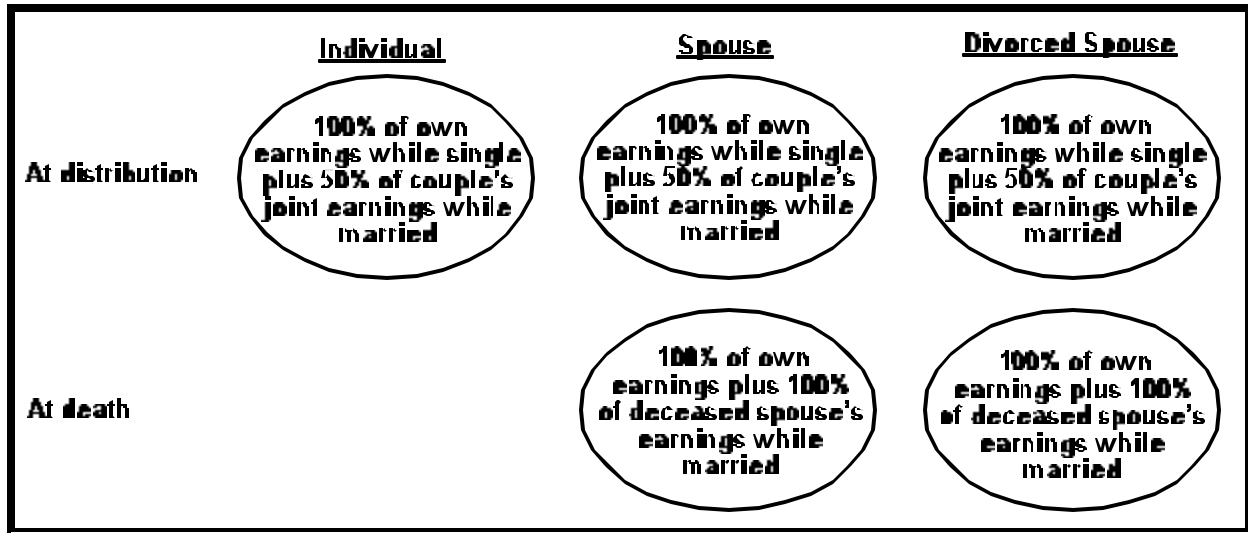 Individual
Spouse
Divorced Spouse
At distribution
100% of own
earnings while single
plus 50% of couple's
joint earnings while
married
100% of own
earnings while single
plus 50% of couple's
joint earnings while
married
100% of own
earnings while single
plus 50% of couple's
joint earnings while
married
At death
100% of own
earnings plus 100%
of deceased spouse's
earnings while
married
100% of own
earnings plus 100%
of deceased spouse's
earnings while
married